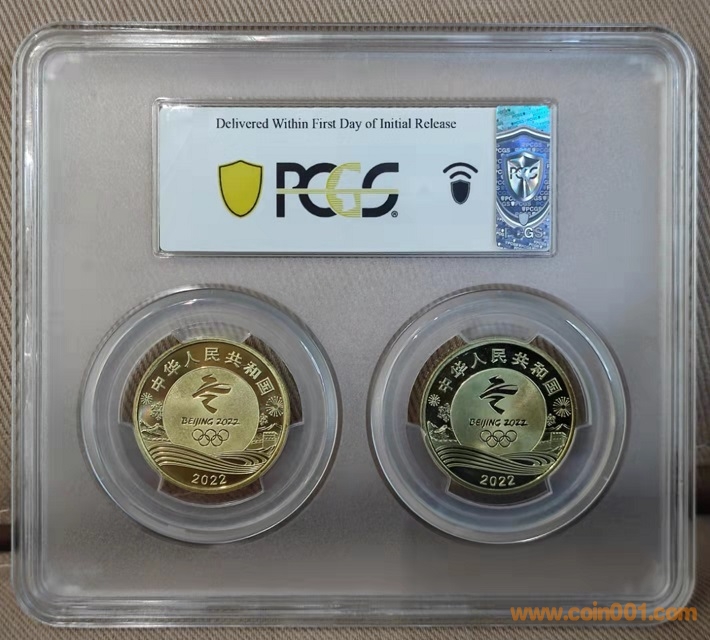 Delivered Within First Day of Initial Release
PCGS®
PCGS
中华人民共和国
BEIJING 2022
2022
中华人民共和国
BEIJING 2022
2022
www.coin001.com